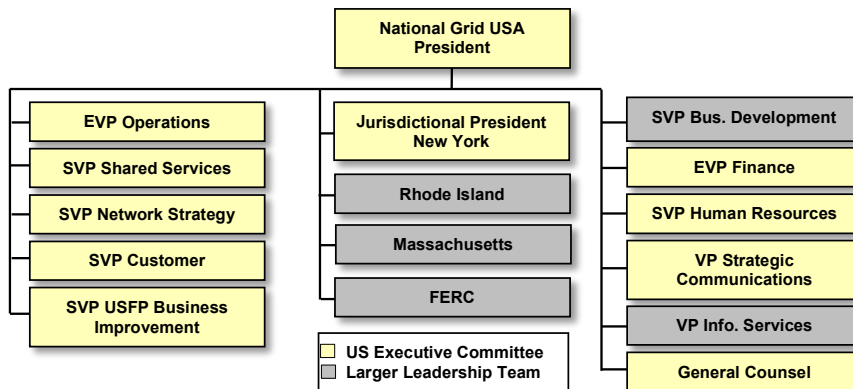 National Grid USA
President
EVP Operations
SVP Shared Services
SVP Network Strategy
SVP Customer
SVP USFP Business
Improvement
Jurisdictional President
New York
Rhode Island
Massachusetts
FERC
SVP Bus. Development
EVP Finance
SVP Human Resources
VP Strategic
Communications
VP Info. Services
General Counsel
US Executive Committee
Larger Leadership Team